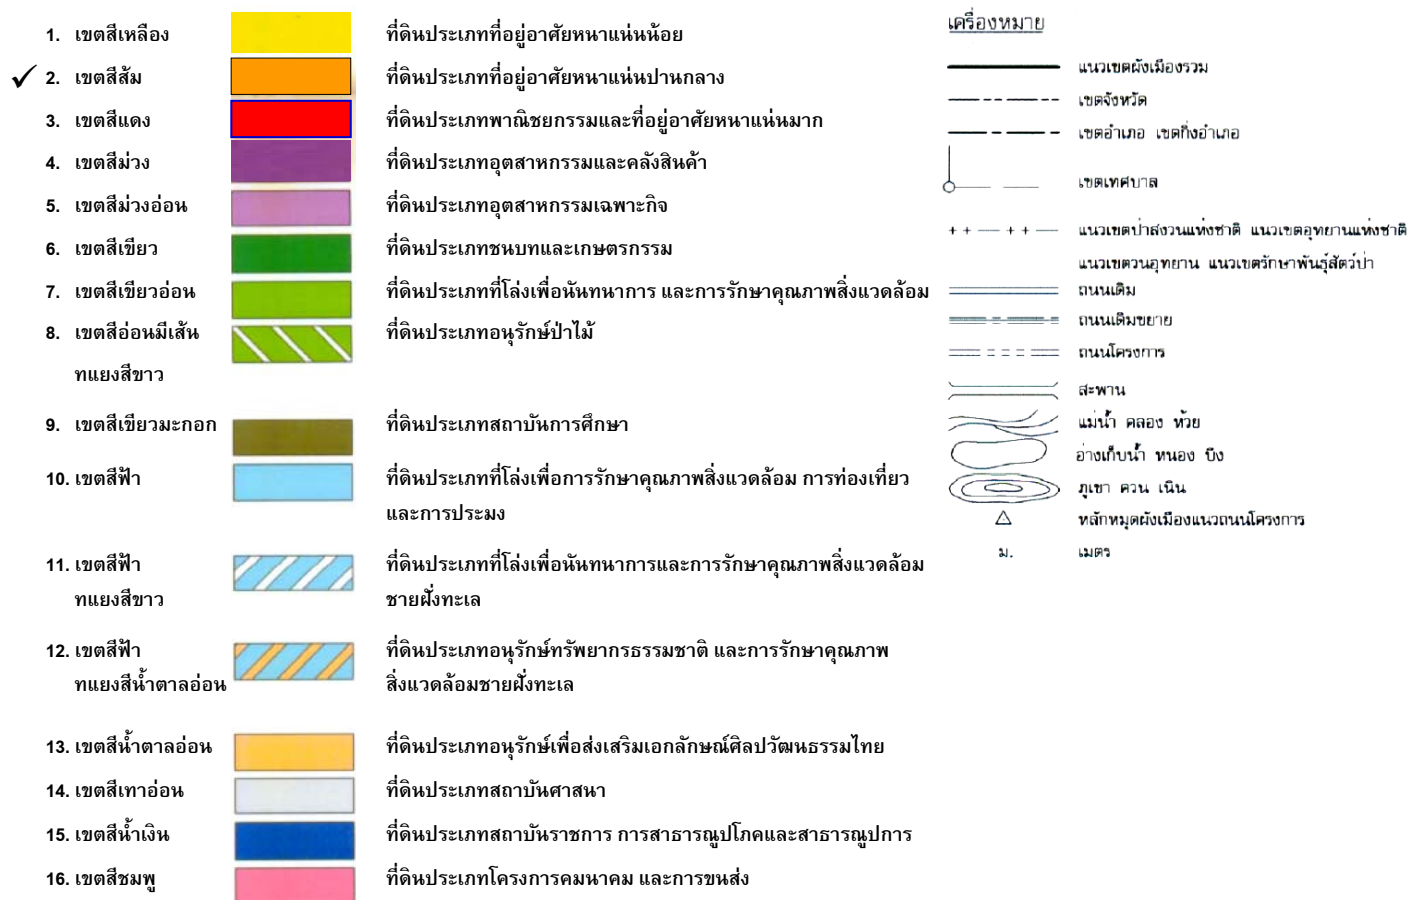 1. เขตสีเหลือง ที่ดินประเภทที่อยู่อาศัยหนาแน่นน้อย
✓ 2. เขตสีส้ม ที่ดินประเภทที่อยู่อาศัยหนาแน่นปานกลาง
3. เขตสีแดง ที่ดินประเภทพาณิชยกรรมและที่อยู่อาศัยหนาแน่นมาก
4. เขตสีม่วง ที่ดินประเภทอุตสาหกรรมและคลังสินค้า
5. เขตสีม่วงอ่อน ที่ดินประเภทอุตสาหกรรมเฉพาะกิจ
6. เขตสีเขียว ที่ดินประเภทชนบทและเกษตรกรรม
7. เขตสีเขียวอ่อน ที่ดินประเภทที่โล่งเพื่อนันทนาการ และการรักษาคุณภาพสิ่งแวดล้อม
8. เขตสีอ่อนมีเส้น ที่ดินประเภทอนุรักษ์ป่าไม้
ทแยงสีขาว
9. เขตสีเขียวมะกอก ที่ดินประเภทสถาบันการศึกษา
10. เขตสีฟ้า ที่ดินประเภทที่โล่งเพื่อการรักษาคุณภาพสิ่งแวดล้อม การท่องเที่ยว
และการประมง
11. เขตสีฟ้า ที่ดินประเภทที่โล่งเพื่อนันทนาการและการรักษาคุณภาพสิ่งแวดล้อม
ทแยงสีขาว ชายฝั่งทะเล
12. เขตสีฟ้า ที่ดินประเภทอนุรักษ์ทรัพยากรธรรมชาติ และการรักษาคุณภาพ
ทแยงสีน้ำตาลอ่อน สิ่งแวดล้อมชายฝั่งทะเล
13. เขตสีน้ำตาลอ่อน ที่ดินประเภทอนุรักษ์เพื่อส่งเสริมเอกลักษณ์ศิลปวัฒนธรรมไทย
14. เขตสีเทาอ่อน ที่ดินประเภทสถาบันศาสนา
15. เขตสีน้ำเงิน ที่ดินประเภทสถาบันราชการ การสาธารณูปโภคและสาธารณูปการ
16. เขตสีชมพู ที่ดินประเภทโครงการคมนาคม และการขนส่ง
เครื่องหมาย
แนวเขตผังเมืองรวม
เขตจังหวัด
เขตอำเภอ เขตกิ่งอำเภอ
เขตเทศบาล
แนวเขตป่าสงวนแห่งชาติ แนวเขตอุทยานแห่งชาติ
แนวเขตวนอุทยาน แนวเขตรักษาพันธุ์สัตว์ป่า
ถนนเดิม
ถนนเดิมขยาย
ถนนโครงการ
สะพาน
แม่น้ำ คลอง ห้วย
อ่างเก็บน้ำ หนอง บึง
ภูเขา ควน เนิน
หลักหมุดผังเมืองแนวถนนโครงการ
ม. เมตร